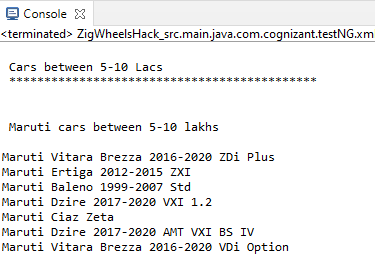 Console
<terminated> ZigWheelsHack_src.main.java.com.cognizant.testNG.xm
Cars between 5-10 Lacs
********************************************
Maruti cars between 5-10 lakhs
Maruti Vitara Brezza 2016-2020 ZDi Plus
Maruti Ertiga 2012-2015 ZXI
Maruti Baleno 1999-2007 Std
Maruti Dzire 2017-2020 VXI 1.2
Maruti Ciaz Zeta
Maruti Dzire 2017-2020 AMT VXI BS IV
Maruti Vitara Brezza 2016-2020 VDi Option